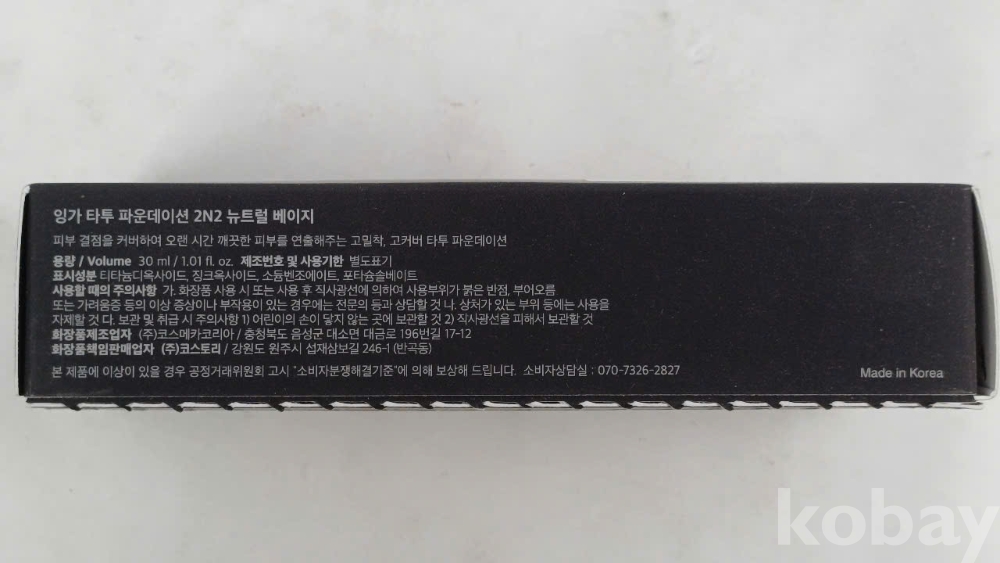 잉가 타투 파운데이션 2N2 뉴트럴 베이지
피부 결점을 커버하여 오랜 시간 깨끗한 피부를 연출해주는 고밀착, 고커버 타투 파운데이션
용량 / Volume 30 ml / 1.01 fl. oz. 제조번호 및 사용기한 별도표기
표시성분 티타늄디옥사이드, 징크옥사이드, 소듐벤조에이트, 포타슘솔베이트
사용할 때의 주의사항 가. 화장품 사용 시 또는 사용 후 직사광선에 의하여 사용부위가 붉은 반점, 부어오름
또는 가려움증 등의 이상 증상이나 부작용이 있는 경우에는 전문의 등과 상담할 것 나. 상처가 있는 부위 등에는 사용을
자제할 것 다. 보관 및 취급 시 주의사항 1) 어린이의 손이 닿지 않는 곳에 보관할 것 2) 직사광선을 피해서 보관할 것
화장품제조업자 (주)코스메카코리아 / 충청북도 음성군 대소면 대금로 196번길 17-12
화장품책임판매업자 (주)코스토리 / 강원도 원주시 섭재삼보길 246-1 (반곡동)
본 제품에 이상이 있을 경우 공정거래위원회 고시 "소비자분쟁해결기준"에 의해 보상해 드립니다. 소비자상담실 : 070-7326-2827
Made in Korea
kobay